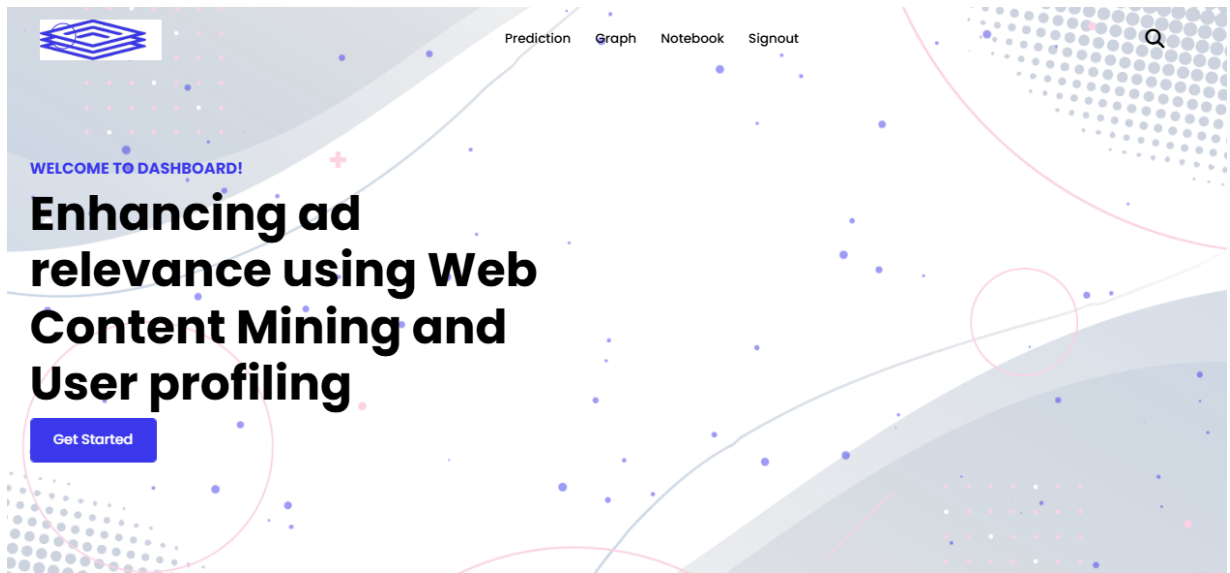 Prediction Graph Notebook Signout
WELCOME TO DASHBOARD!
Enhancing ad
relevance using Web
Content Mining and
User profiling
Get Started